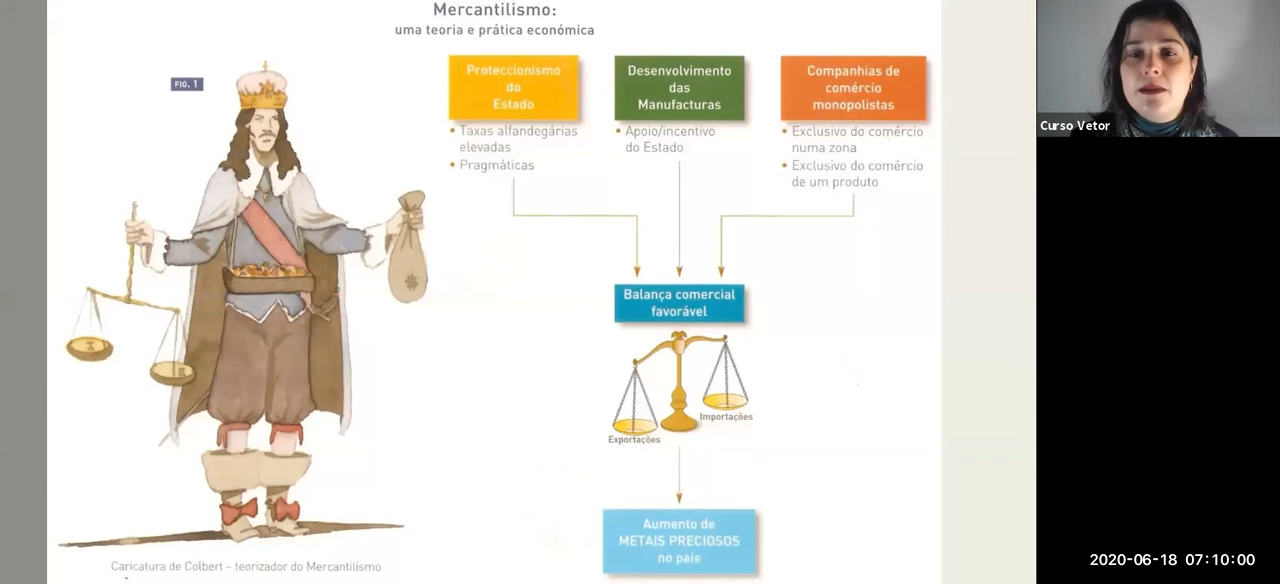 Mercantilismo:
uma teoria e prática económica
FIG. 1
Proteccionismo
do
Estado
• Taxas alfandegárias
elevadas
• Pragmáticas
Desenvolvimento
das
Manufacturas
• Apoio/incentivo
do Estado
Companhias de
comércio
monopolistas
• Exclusivo do comércio
numa zona
• Exclusivo do comércio
de um produto
Balança comercial
favorável
Importações
Exportações
Aumento de
METAIS PRECIOSOS
no país
Caricatura de Colbert - teorizador do Mercantilismo
Curso Vetor
2020-06-18 07:10:00